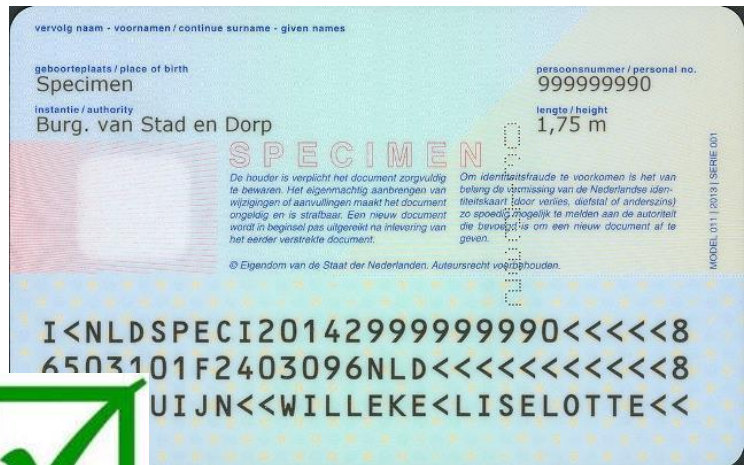 vervolg naam - voornamen / continue surname - given names
geboorteplaats / place of birth
Specimen
persoonsnummer / personal no.
999999990
instantie / authority
Burg. van Stad en Dorp
lengte / height
1,75 m
SPECIMEN
De houder is verplicht het document zorgvuldig
te bewaren. Het eigenmachtig aanbrengen van
wijzigingen of aanvullingen maakt het document
ongeldig en is strafbaar. Een nieuw document
wordt in beginsel pas uitgereikt na inlevering van
het eerder verstrekte document.
Om identiteitsfraude te voorkomen is het van
belang de vermissing van de Nederlandse iden-
titeitskaart (door verlies, diefstal of anderszins)
zo spoedig mogelijk te melden aan de autoriteit
die bevoegd is om een nieuw document af te
geven.
© Eigendom van de Staat der Nederlanden. Auteursrecht voorbehouden.
MODEL 011 | 2013 | SERIE 001
I<NLDSPECI20142999999990<<<<<8
6503101F2403096NLD<<<<<<<<<<<8
UIJN<<WILLEKE<LISELOTTE<<